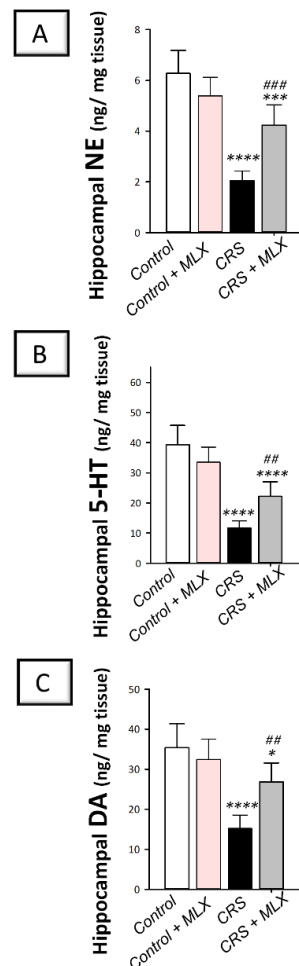 A
Hippocampal NE (ng/ mg tissue)
8
6
4
2
0
****
###
***
Control
Control + MLX
CRS
CRS + MLX
B
Hippocampal 5-HT (ng/ mg tissue)
60
50
40
30
20
10
0
****
##
****
Control
Control + MLX
CRS
CRS + MLX
C
Hippocampal DA (ng/ mg tissue)
50
40
30
20
10
0
****
##
*
Control
Control + MLX
CRS
CRS + MLX